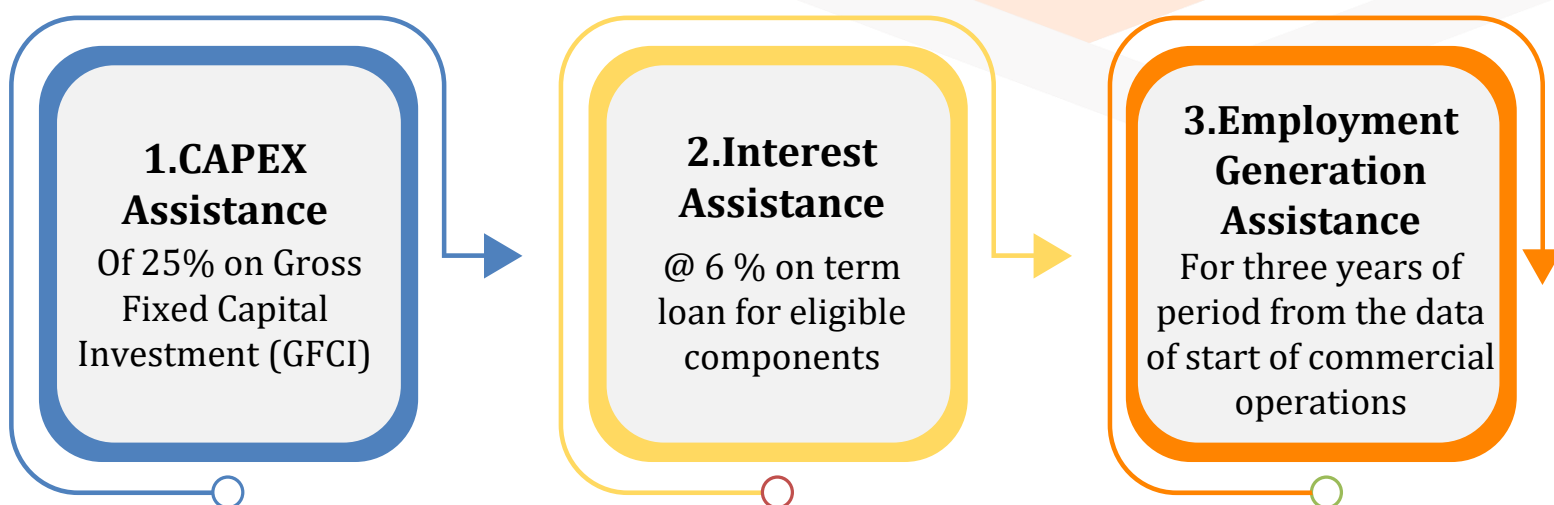 1.CAPEX
Assistance
Of 25% on Gross
Fixed Capital
Investment (GFCI)
2.Interest
Assistance
@ 6 % on term
loan for eligible
components
3.Employment
Generation
Assistance
For three years of
period from the data
of start of commercial
operations